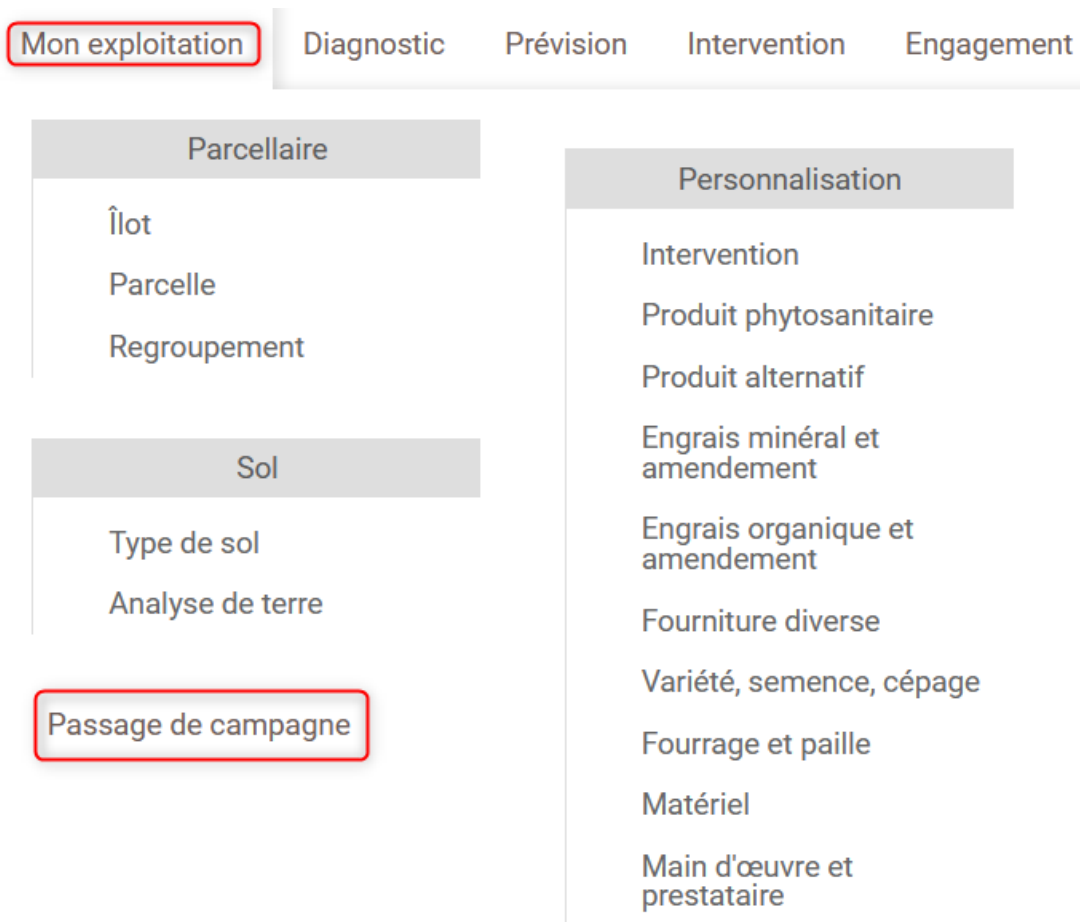 Mon exploitation
Diagnostic
Prévision
Intervention
Engagement
Parcellaire
Îlot
Parcelle
Regroupement
Sol
Type de sol
Analyse de terre
Passage de campagne
Personnalisation
Intervention
Produit phytosanitaire
Produit alternatif
Engrais minéral et
amendement
Engrais organique et
amendement
Fourniture diverse
Variété, semence, cépage
Fourrage et paille
Matériel
Main d'œuvre et
prestataire